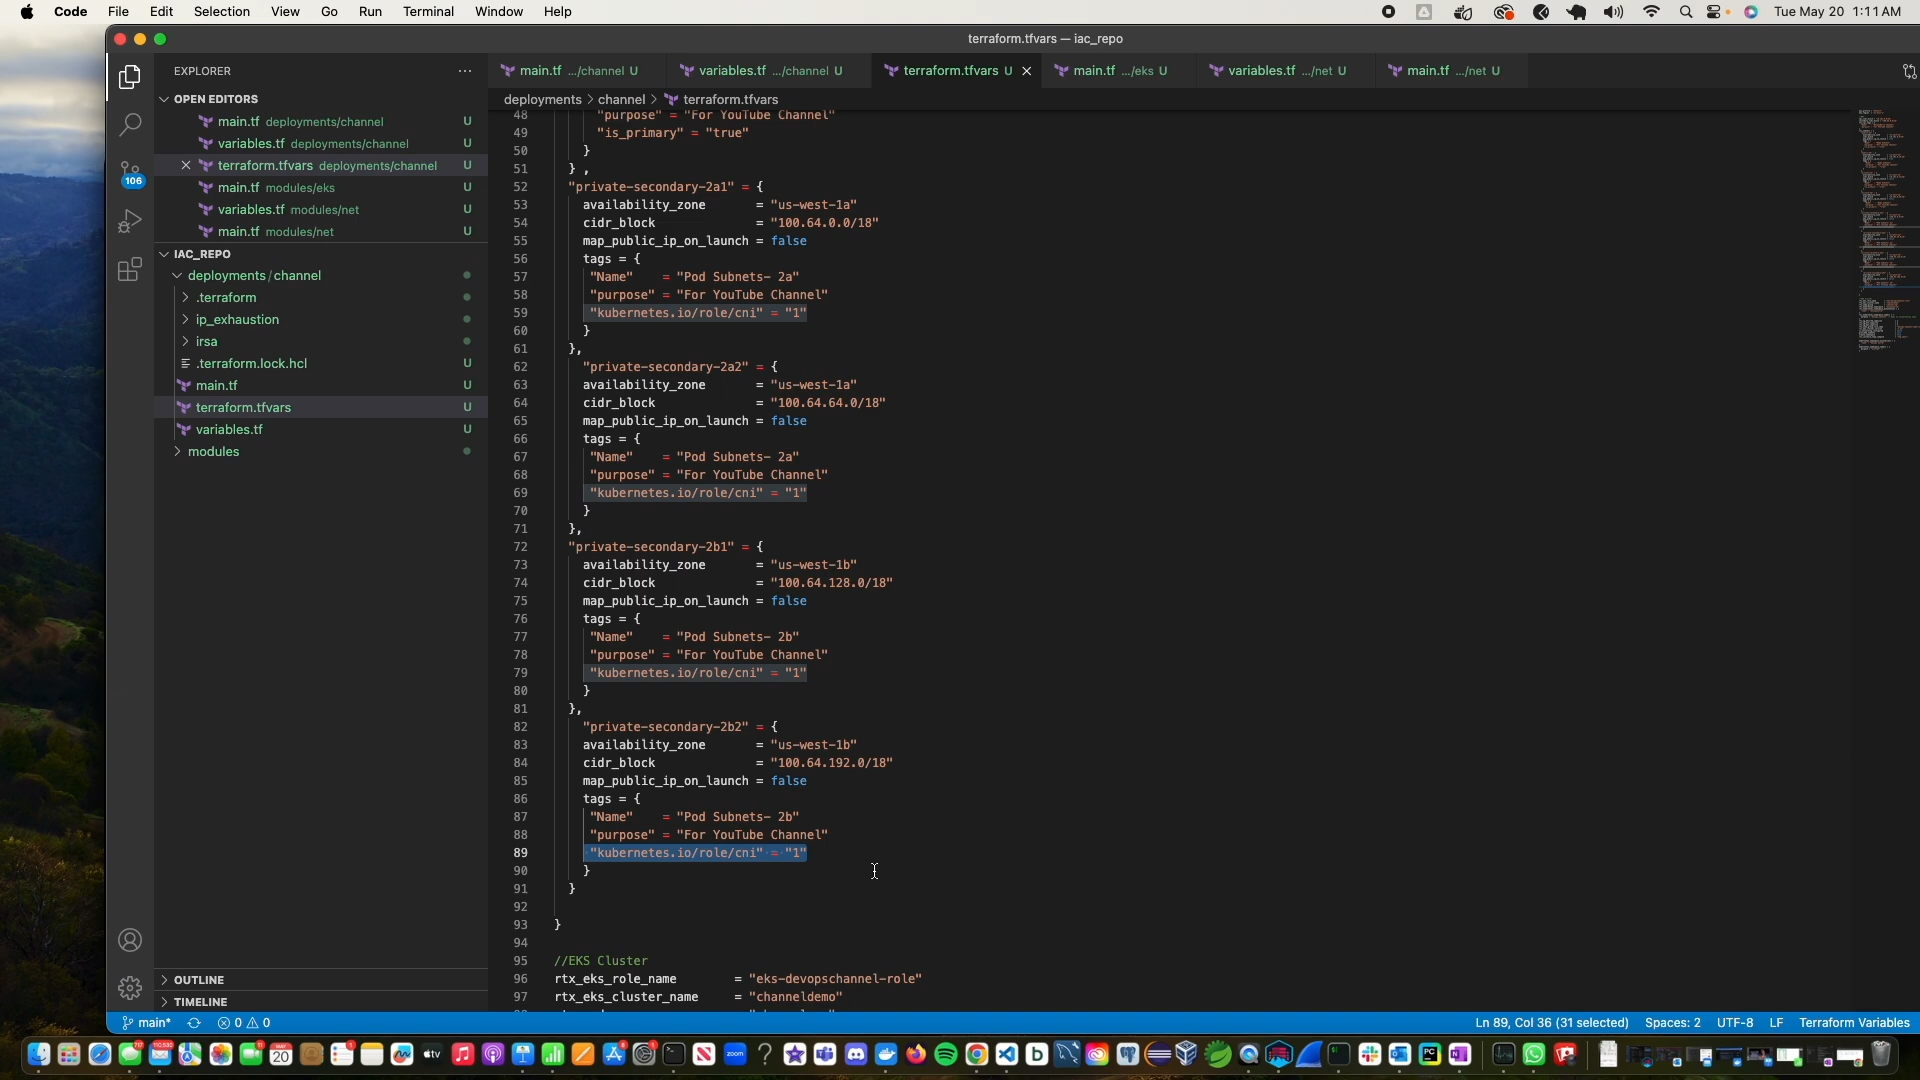 Code File Edit Selection View Go Run Terminal Window Help
Tue May 20 1:11 AM
terraform.tfvars — iac_repo
EXPLORER
main.tf .../channel U
variables.tf .../channel U
terraform.tfvars U
main.tf .../eks U
variables.tf .../net U
main.tf .../net U
deployments > channel > terraform.tfvars
OPEN EDITORS
main.tf deployments/channel U
variables.tf deployments/channel U
terraform.tfvars deployments/channel U
main.tf modules/eks U
variables.tf modules/net U
main.tf modules/net U
IAC_REPO
deployments / channel
.terraform
ip_exhaustion
irsa
.terraform.lock.hcl U
main.tf U
terraform.tfvars U
variables.tf U
modules
OUTLINE
TIMELINE
106
48 "purpose" = "For YouTube Channel"
49 "is_primary" = "true"
50 }
51 } ,
52 "private-secondary-2a1" = {
53 availability_zone = "us-west-1a"
54 cidr_block = "100.64.0.0/18"
55 map_public_ip_on_launch = false
56 tags = {
57 "Name" = "Pod Subnets- 2a"
58 "purpose" = "For YouTube Channel"
59 "kubernetes.io/role/cni" = "1"
60 }
61 },
62 "private-secondary-2a2" = {
63 availability_zone = "us-west-1a"
64 cidr_block = "100.64.64.0/18"
65 map_public_ip_on_launch = false
66 tags = {
67 "Name" = "Pod Subnets- 2a"
68 "purpose" = "For YouTube Channel"
69 "kubernetes.io/role/cni" = "1"
70 }
71 },
72 "private-secondary-2b1" = {
73 availability_zone = "us-west-1b"
74 cidr_block = "100.64.128.0/18"
75 map_public_ip_on_launch = false
76 tags = {
77 "Name" = "Pod Subnets- 2b"
78 "purpose" = "For YouTube Channel"
79 "kubernetes.io/role/cni" = "1"
80 }
81 },
82 "private-secondary-2b2" = {
83 availability_zone = "us-west-1b"
84 cidr_block = "100.64.192.0/18"
85 map_public_ip_on_launch = false
86 tags = {
87 "Name" = "Pod Subnets- 2b"
88 "purpose" = "For YouTube Channel"
89 "kubernetes.io/role/cni" = "1"
90 }
91 }
92
93 }
94
95 //EKS Cluster
96 rtx_eks_role_name = "eks-devopschannel-role"
97 rtx_eks_cluster_name = "channeldemo"
main* 0 0
Ln 89, Col 36 (31 selected) Spaces: 2 UTF-8 LF Terraform Variables